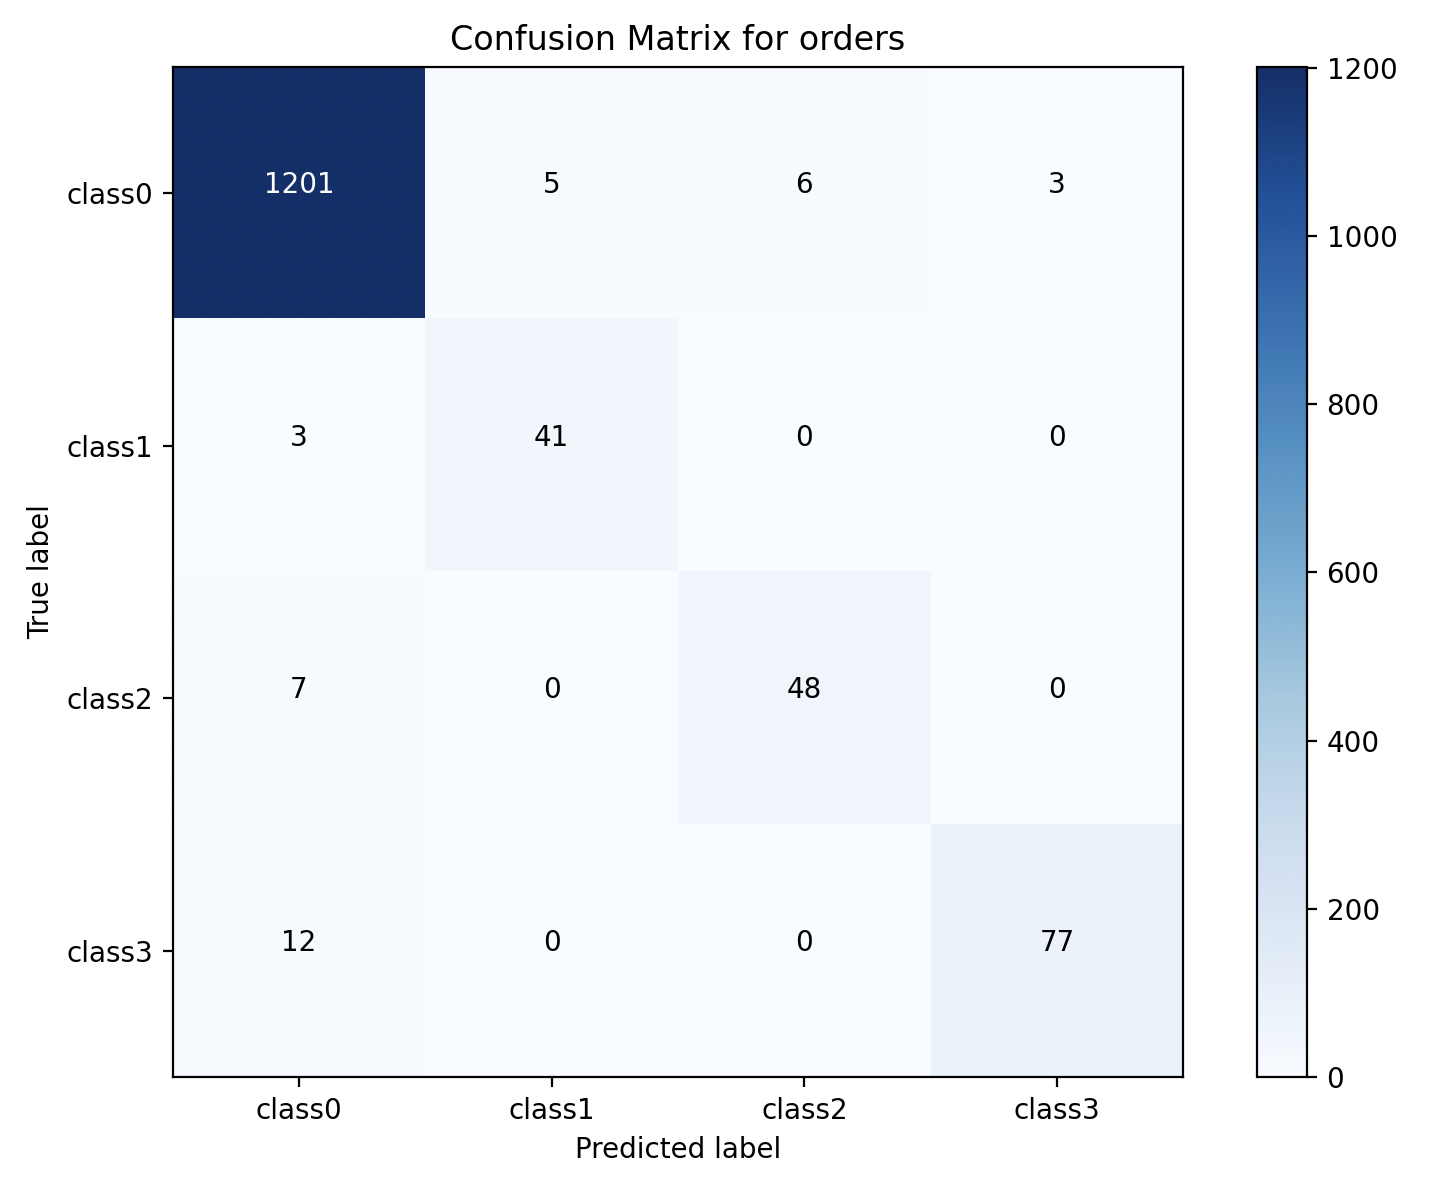 Confusion Matrix for orders
1201 5 6 3
3 41 0 0
7 0 48 0
12 0 0 77
class0
class1
class2
class3
True label
class0 class1 class2 class3
Predicted label
1200
1000
800
600
400
200
0